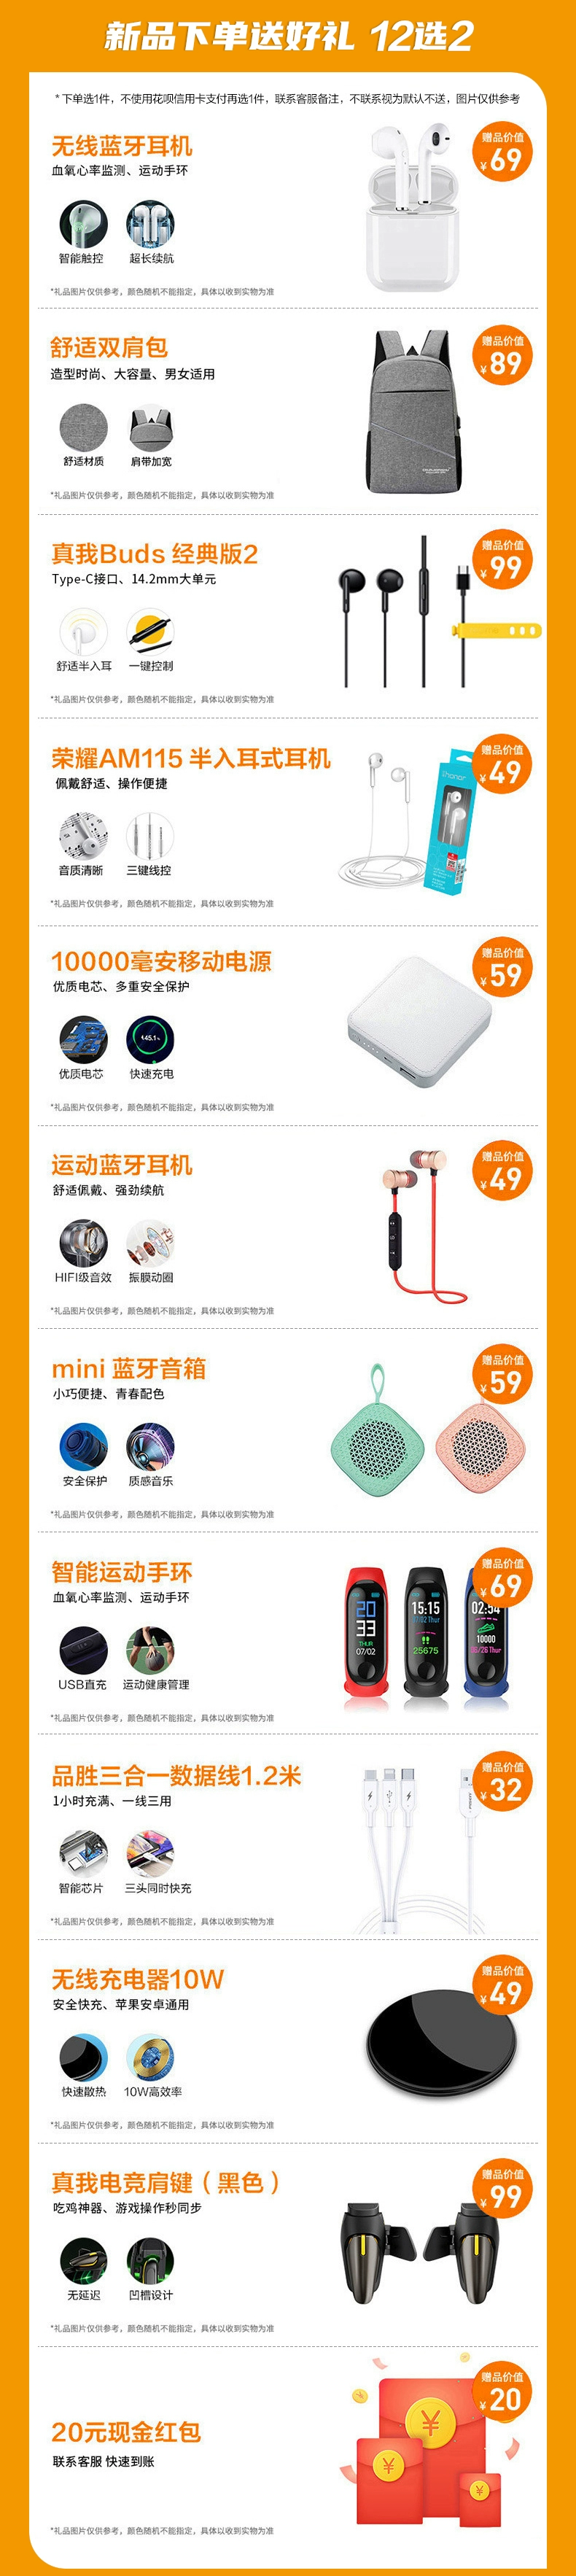 新品下单送好礼 12选2
*下单选1件，不使用花呗信用卡支付再选1件，联系客服备注，不联系视为默认不送，图片仅供参考
无线蓝牙耳机
血氧心率监测、运动手环
赠品价值
¥69
智能触控
超长续航
*礼品图片仅供参考，颜色随机不能指定，具体以收到实物为准
舒适双肩包
造型时尚、大容量、男女适用
赠品价值
¥89
舒适材质
肩带加宽
*礼品图片仅供参考，颜色随机不能指定，具体以收到实物为准
真我Buds 经典版2
Type-C接口、14.2mm大单元
赠品价值
¥99
舒适半入耳
一键控制
*礼品图片仅供参考，颜色随机不能指定，具体以收到实物为准
荣耀AM115 半入耳式耳机
佩戴舒适、操作便捷
赠品价值
¥49
honor
音质清晰
三键线控
*礼品图片仅供参考，颜色随机不能指定，具体以收到实物为准
10000毫安移动电源
优质电芯、多重安全保护
赠品价值
¥59
45.1
优质电芯
快速充电
*礼品图片仅供参考，颜色随机不能指定，具体以收到实物为准
运动蓝牙耳机
舒适佩戴、强劲续航
赠品价值
¥49
HIFI级音效
振膜动圈
*礼品图片仅供参考，颜色随机不能指定，具体以收到实物为准
mini 蓝牙音箱
小巧便捷、青春配色
赠品价值
¥59
安全保护
质感音乐
*礼品图片仅供参考，颜色随机不能指定，具体以收到实物为准
智能运动手环
血氧心率监测、运动手环
赠品价值
¥69
20
33
THUR
07/02
15:15
07/02 Thur
25675
02:54
10000
06/26 Thur
USB直充
运动健康管理
*礼品图片仅供参考，颜色随机不能指定，具体以收到实物为准
品胜三合一数据线1.2米
1小时充满、一线三用
赠品价值
¥32
智能芯片
三头同时快充
*礼品图片仅供参考，颜色随机不能指定，具体以收到实物为准
无线充电器10W
安全快充、苹果安卓通用
赠品价值
¥49
快速散热
10W高效率
*礼品图片仅供参考，颜色随机不能指定，具体以收到实物为准
真我电竞肩键（黑色）
吃鸡神器、游戏操作秒同步
赠品价值
¥99
无延迟
凹槽设计
*礼品图片仅供参考，颜色随机不能指定，具体以收到实物为准
20元现金红包
联系客服 快速到账
赠品价值
¥20
¥
¥
¥
*礼品图片仅供参考，颜色随机不能指定，具体以收到实物为准